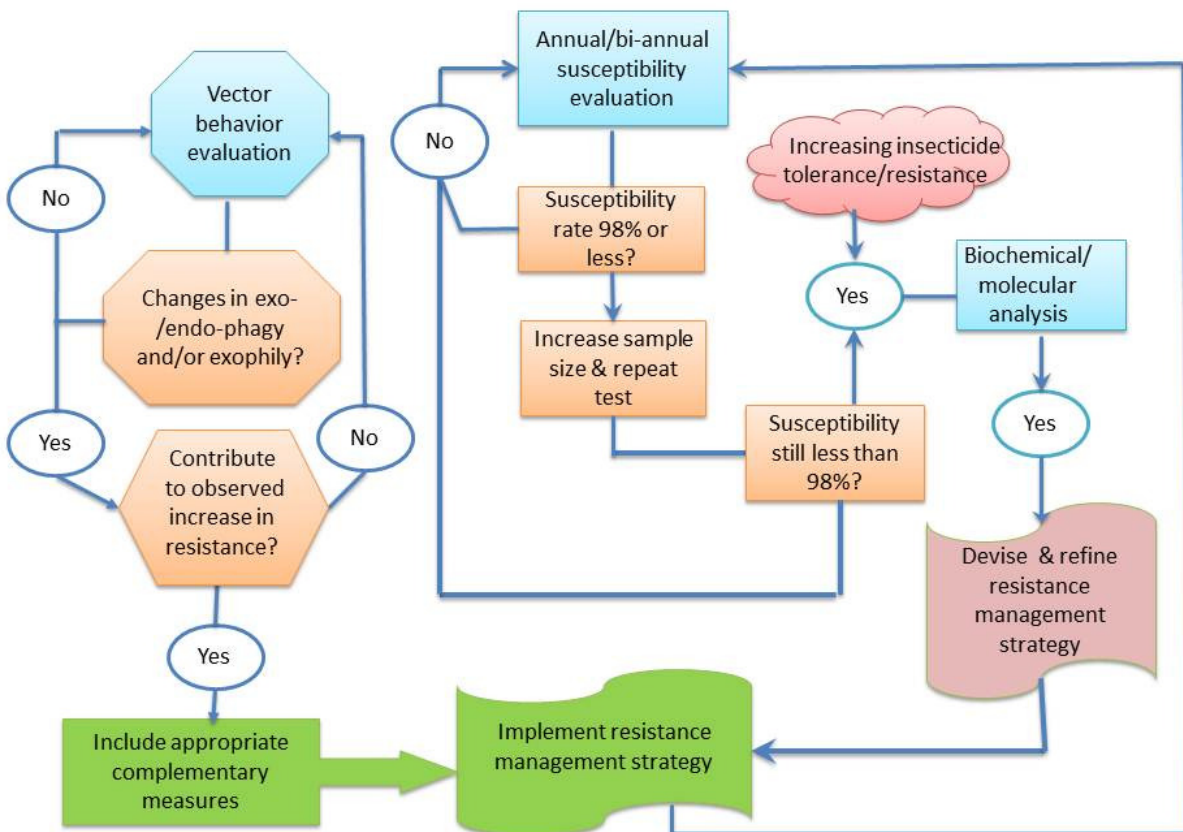 Vector
behavior
evaluation
No
Changes in exo-
/endo-phagy
and/or exophily?
Yes
No
Contribute
to observed
increase in
resistance?
Yes
Include appropriate
complementary
measures
Annual/bi-annual
susceptibility
evaluation
No
Susceptibility
rate 98% or
less?
Increase sample
size & repeat
test
Susceptibility
still less than
98%?
Increasing insecticide
tolerance/resistance
Yes
Biochemical/
molecular
analysis
Yes
Devise & refine
resistance
management
strategy
Implement resistance
management strategy